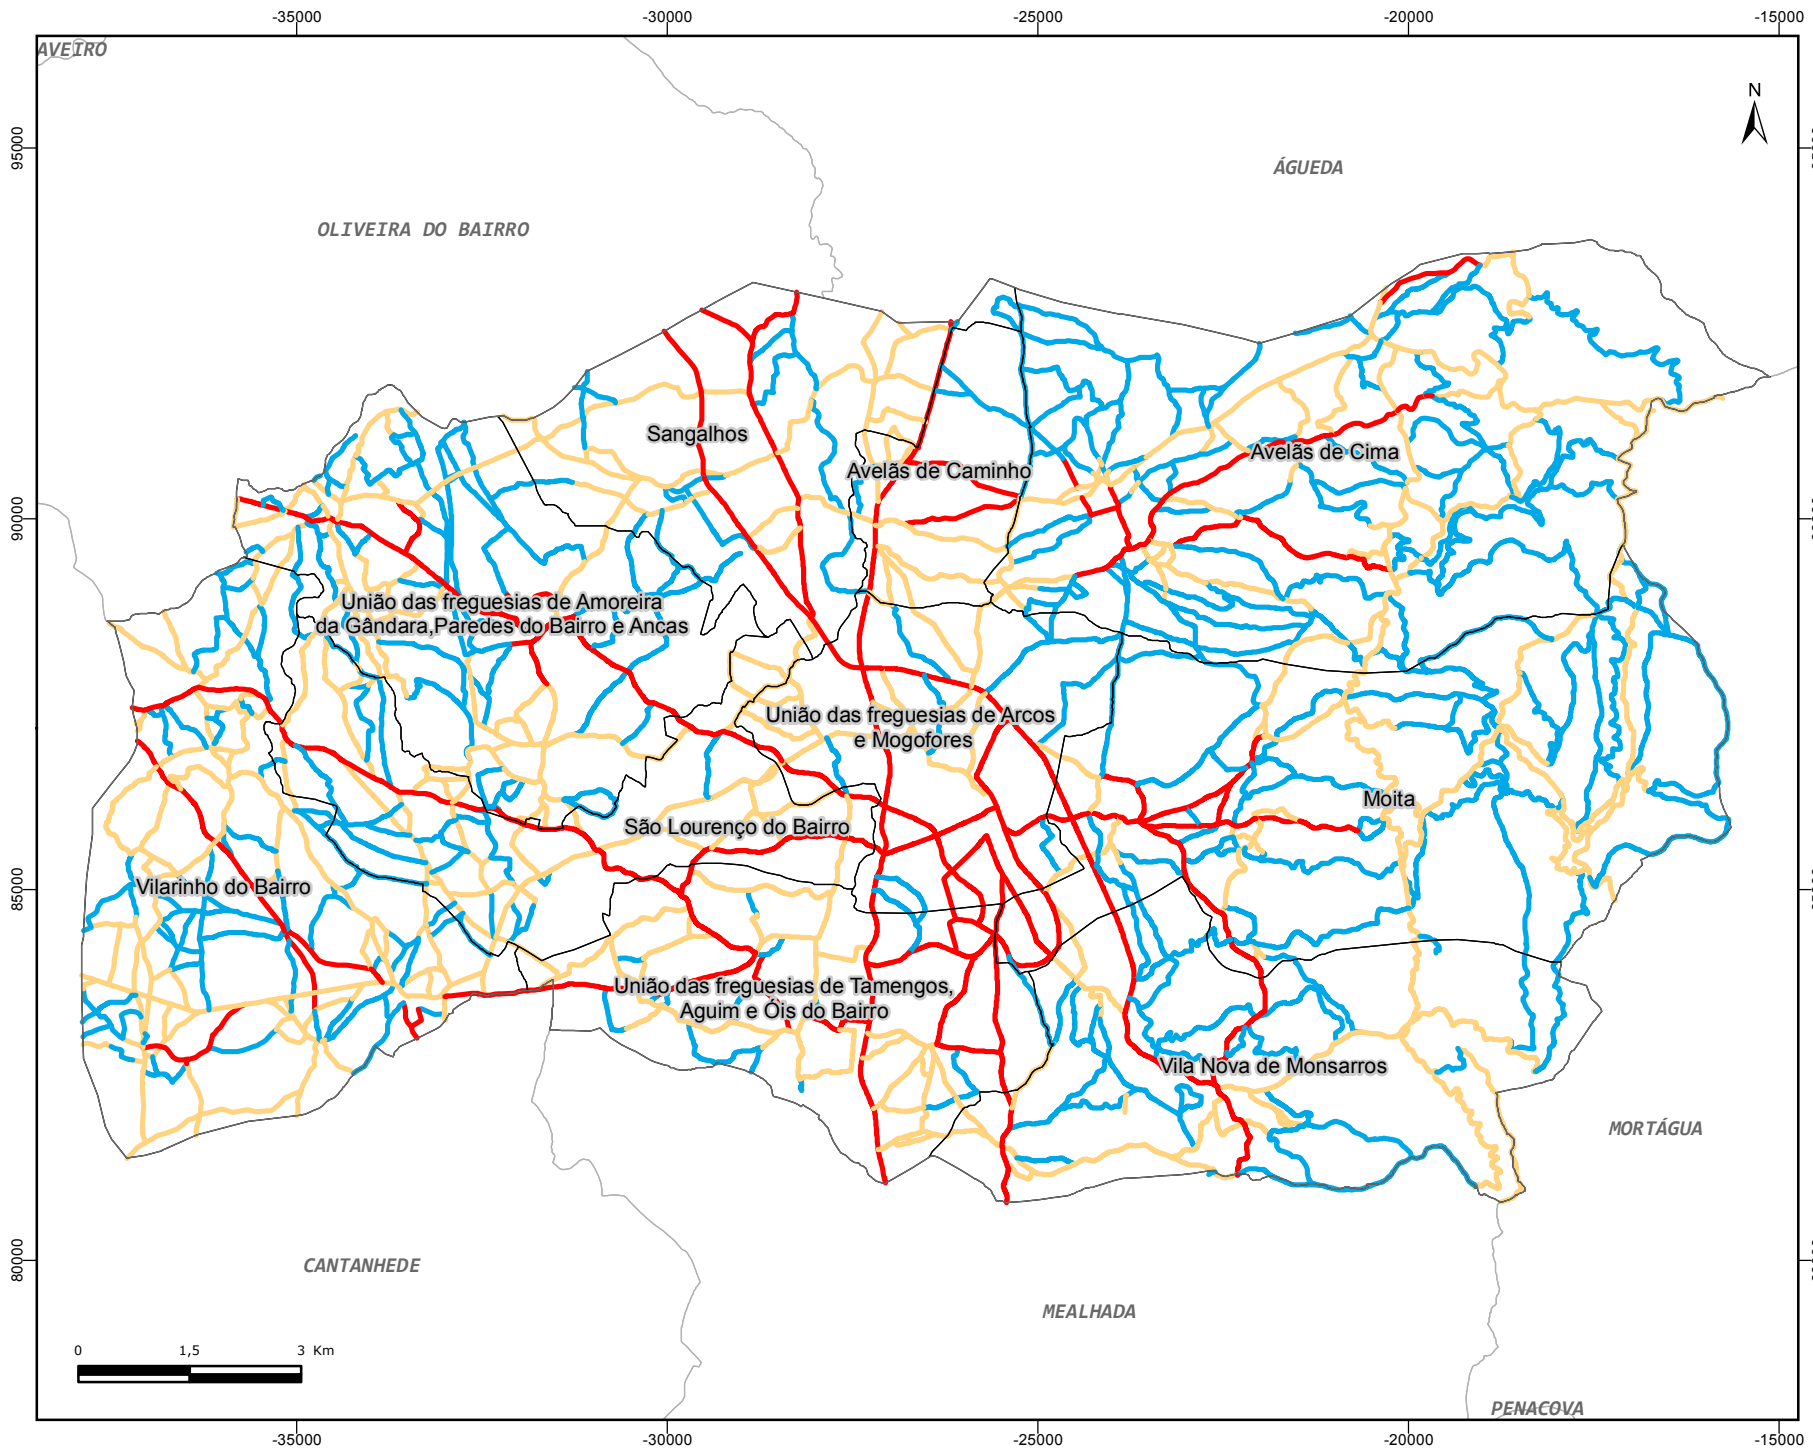 -35000
-30000
-25000
-20000
-15000
AVEIRO
N
95000
ÁGUEDA
OLIVEIRA DO BAIRRO
Sangalhos
Avelãs de Cima
Avelãs de Caminho
90000
União das freguesias de Amoreira
da Gândara,Paredes do Bairro e Ancas
União das freguesias de Arcos
e Mogofores
Moita
São Lourenço do Bairro
Vilarinho do Bairro
85000
União das freguesias de Tamengos,
Aguim e Óis do Bairro
Vila Nova de Monsarros
MORTÁGUA
80000
CANTANHEDE
MEALHADA
0 1,5 3 Km
PENACOVA
-35000
-30000
-25000
-20000
-15000